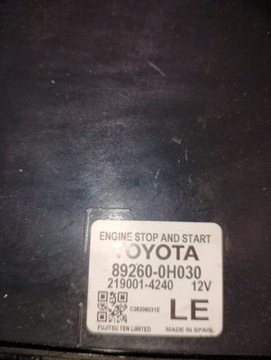 ENGINE STOP AND START
TOYOTA
89260-0H030
219001-4240 12V
LE
FUJITSU TEN LIMITED MADE IN SPAIN